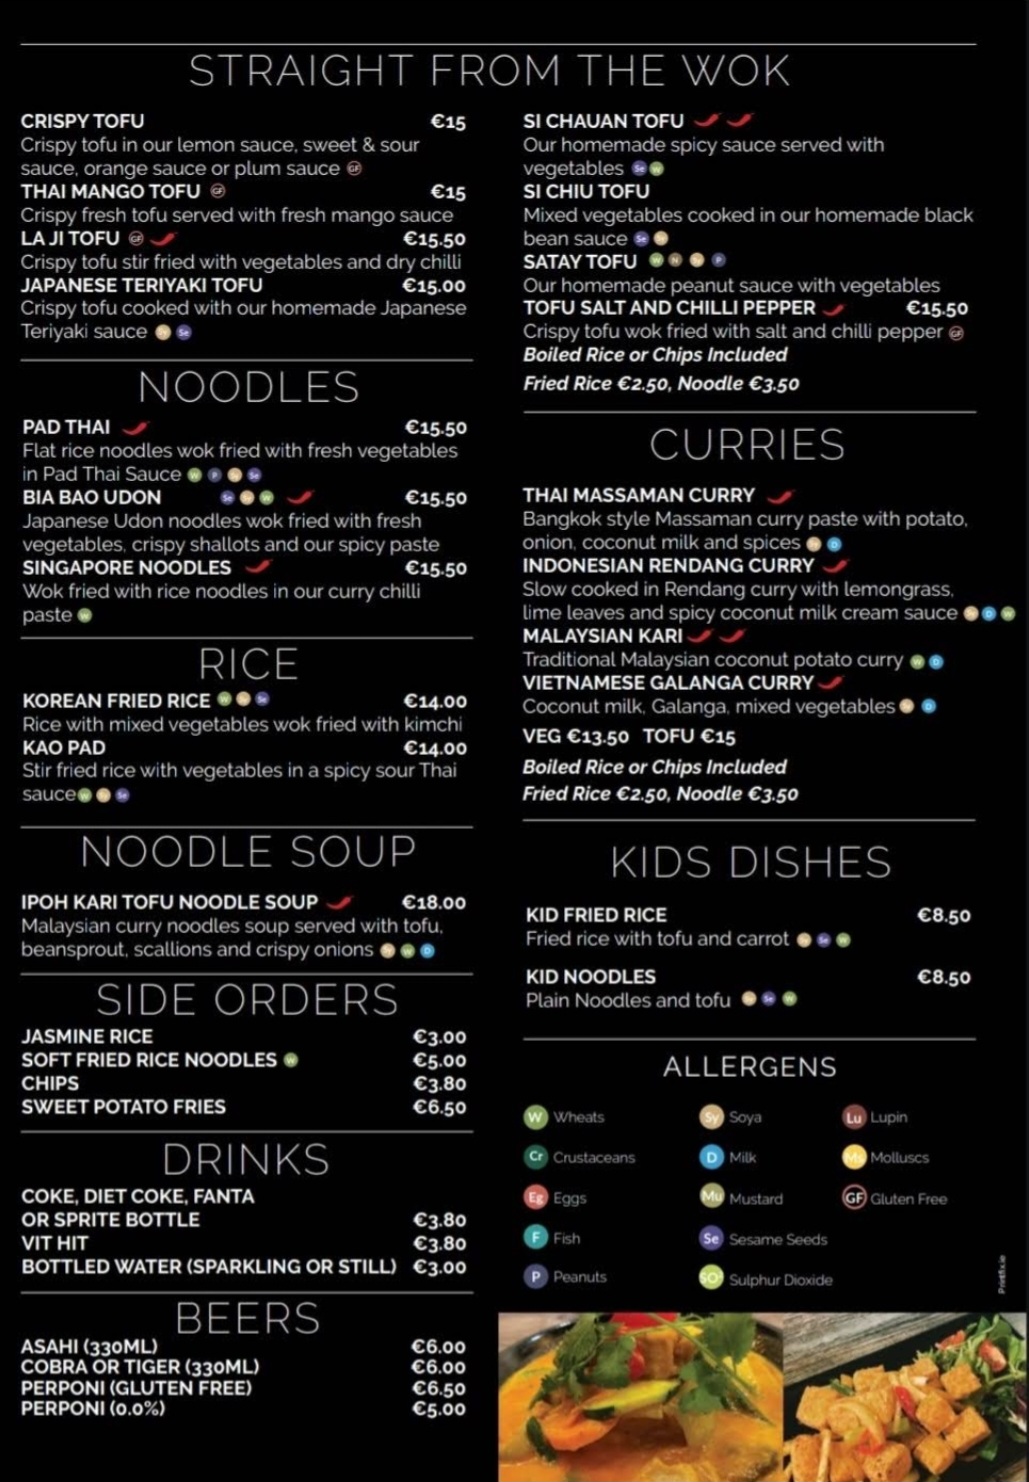 STRAIGHT FROM THE WOK
CRISPY TOFU €15
Crispy tofu in our lemon sauce, sweet & sour
sauce, orange sauce or plum sauce GF
THAI MANGO TOFU GF €15
Crispy fresh tofu served with fresh mango sauce
LA JI TOFU GF €15.50
Crispy tofu stir fried with vegetables and dry chilli
JAPANESE TERIYAKI TOFU €15.00
Crispy tofu cooked with our homemade Japanese
Teriyaki sauce Sy Se
NOODLES
PAD THAI €15.50
Flat rice noodles wok fried with fresh vegetables
in Pad Thai Sauce W P Sy Se
BIA BAO UDON Se Sy W €15.50
Japanese Udon noodles wok fried with fresh
vegetables, crispy shallots and our spicy paste
SINGAPORE NOODLES €15.50
Wok fried with rice noodles in our curry chilli
paste W
RICE
KOREAN FRIED RICE W Sy Se €14.00
Rice with mixed vegetables wok fried with kimchi
KAO PAD €14.00
Stir fried rice with vegetables in a spicy sour Thai
sauce W Sy Se
NOODLE SOUP
IPOH KARI TOFU NOODLE SOUP €18.00
Malaysian curry noodles soup served with tofu,
beansprout, scallions and crispy onions Sy W D
SIDE ORDERS
JASMINE RICE €3.00
SOFT FRIED RICE NOODLES W €5.00
CHIPS €3.80
SWEET POTATO FRIES €6.50
DRINKS
COKE, DIET COKE, FANTA
OR SPRITE BOTTLE €3.80
VIT HIT €3.80
BOTTLED WATER (SPARKLING OR STILL) €3.00
BEERS
ASAHI (330ML) €6.00
COBRA OR TIGER (330ML) €6.00
PERPONI (GLUTEN FREE) €6.50
PERPONI (0.0%) €5.00
SI CHAUAN TOFU
Our homemade spicy sauce served with
vegetables Se W
SI CHIU TOFU
Mixed vegetables cooked in our homemade black
bean sauce Se Sy
SATAY TOFU W N Sy P
Our homemade peanut sauce with vegetables
TOFU SALT AND CHILLI PEPPER €15.50
Crispy tofu wok fried with salt and chilli pepper GF
Boiled Rice or Chips Included
Fried Rice €2.50, Noodle €3.50
CURRIES
THAI MASSAMAN CURRY
Bangkok style Massaman curry paste with potato,
onion, coconut milk and spices Sy D
INDONESIAN RENDANG CURRY
Slow cooked in Rendang curry with lemongrass,
lime leaves and spicy coconut milk cream sauce Sy D W
MALAYSIAN KARI
Traditional Malaysian coconut potato curry W D
VIETNAMESE GALANGA CURRY
Coconut milk, Galanga, mixed vegetables Sy D
VEG €13.50 TOFU €15
Boiled Rice or Chips Included
Fried Rice €2.50, Noodle €3.50
KIDS DISHES
KID FRIED RICE €8.50
Fried rice with tofu and carrot Sy Se W
KID NOODLES €8.50
Plain Noodles and tofu Sy Se W
ALLERGENS
W Wheats Sy Soya Lu Lupin
Cr Crustaceans D Milk Ms Molluscs
Eg Eggs Mu Mustard GF Gluten Free
F Fish Se Sesame Seeds
P Peanuts SO² Sulphur Dioxide
Printfix.ie